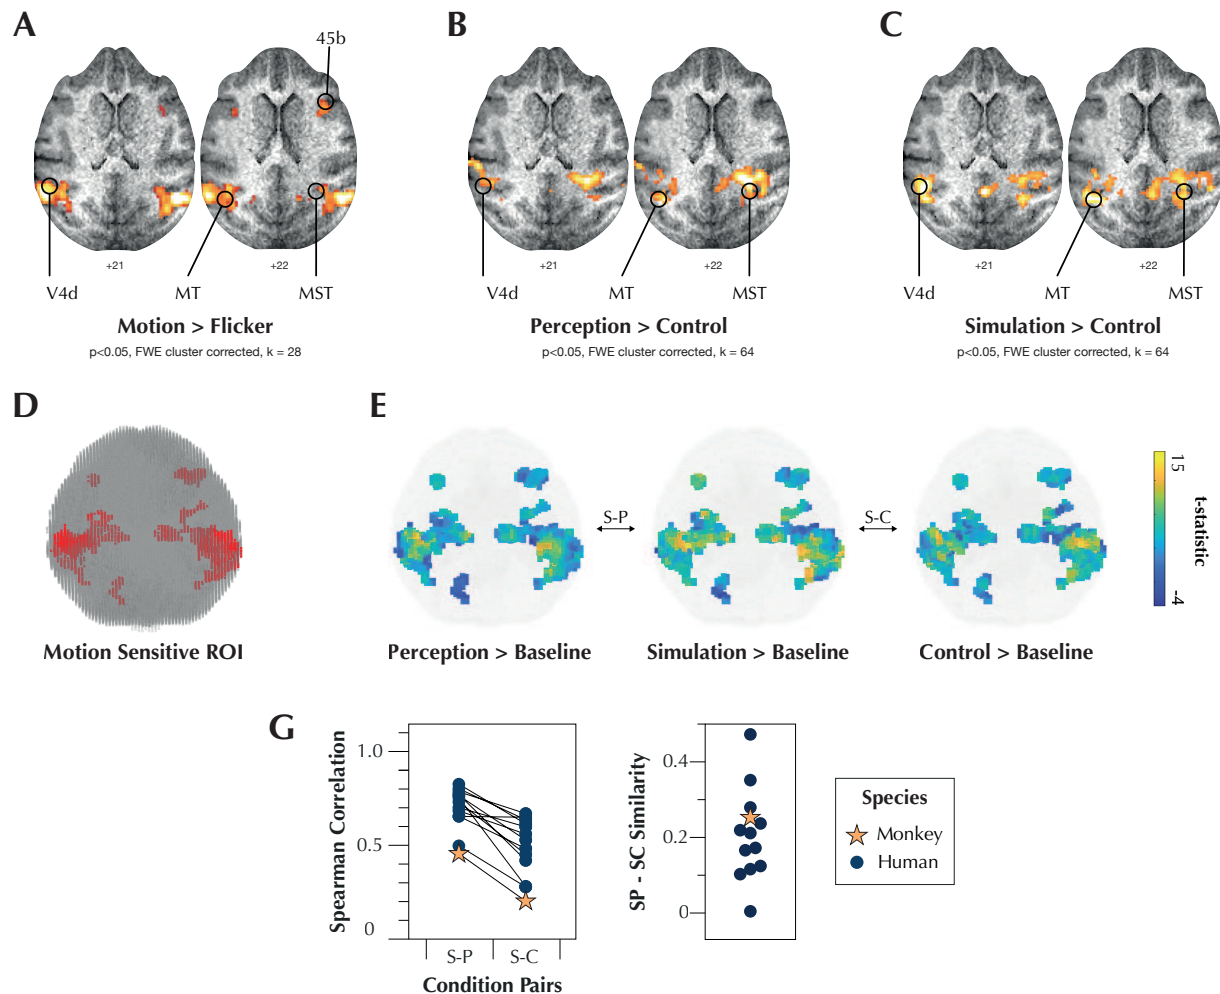 A
45b
V4d
MT
MST
+21
+22
Motion > Flicker
p<0.05, FWE cluster corrected, k = 28
B
V4d
MT
MST
+21
+22
Perception > Control
p<0.05, FWE cluster corrected, k = 64
C
V4d
MT
MST
+21
+22
Simulation > Control
p<0.05, FWE cluster corrected, k = 64
D
Motion Sensitive ROI
E
S-P
S-C
Perception > Baseline
Simulation > Baseline
Control > Baseline
15
-4
t-statistic
G
Spearman Correlation
1.0
0.5
0
S-P
S-C
Condition Pairs
SP - SC Similarity
0.4
0.2
0
Species
Monkey
Human